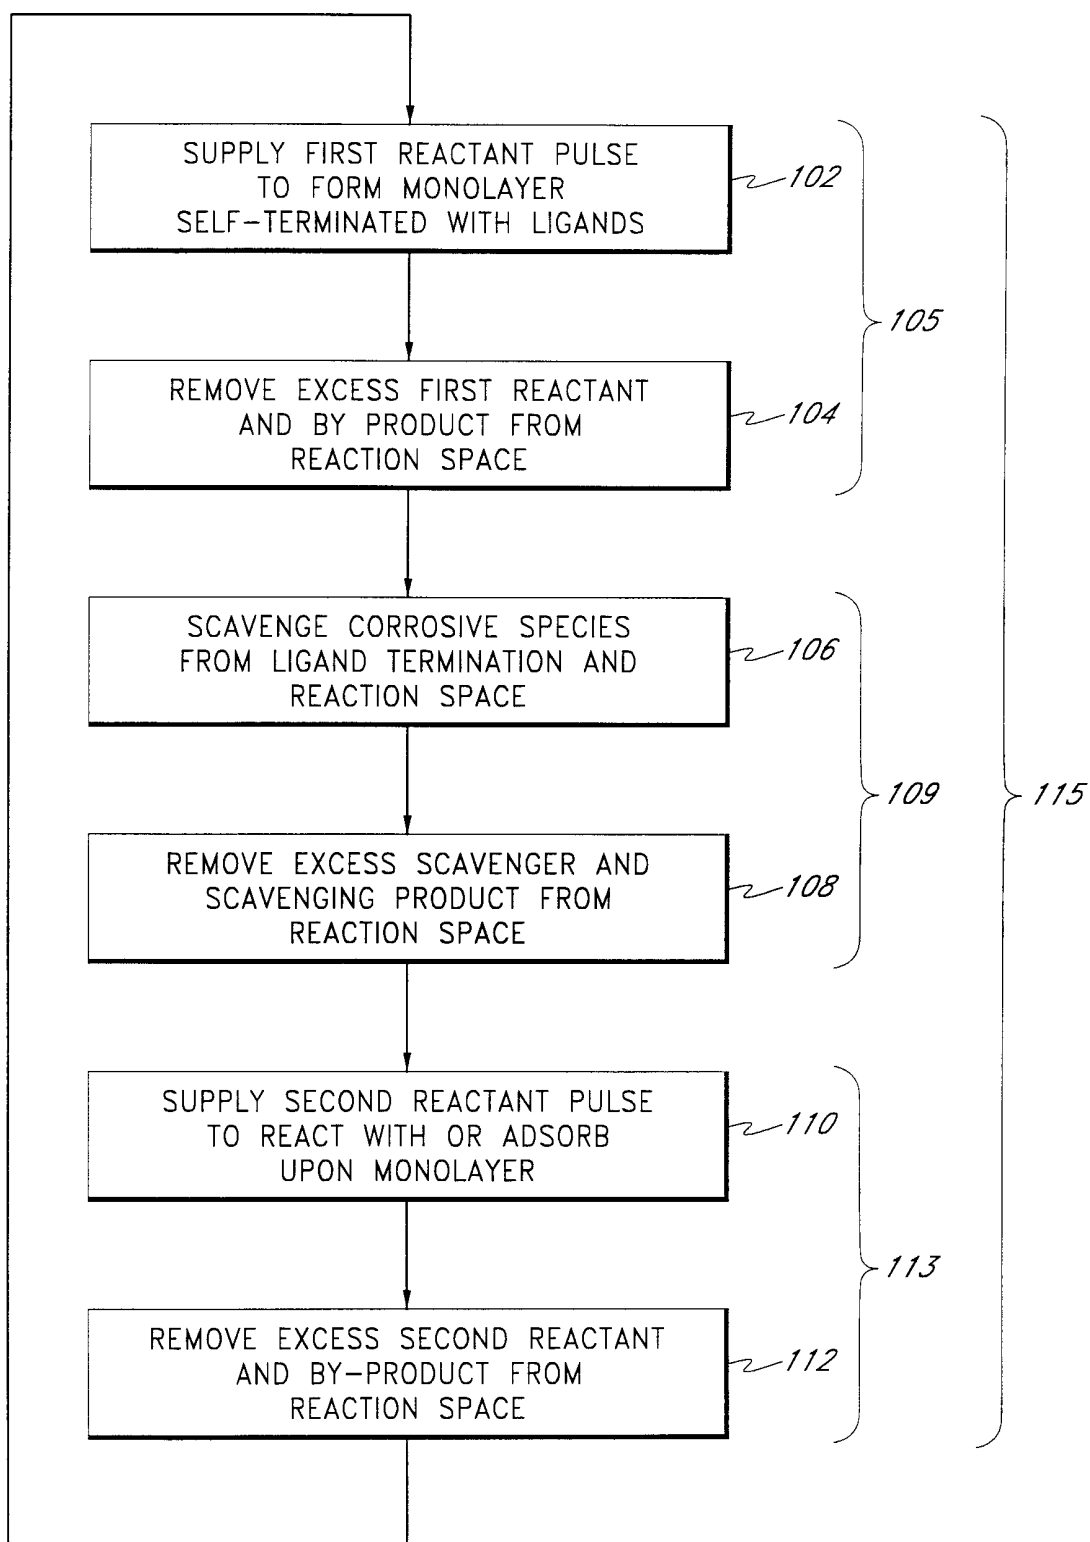 SUPPLY FIRST REACTANT PULSE
TO FORM MONOLAYER
SELF-TERMINATED WITH LIGANDS
102
105
REMOVE EXCESS FIRST REACTANT
AND BY PRODUCT FROM
REACTION SPACE
104
SCAVENGE CORROSIVE SPECIES
FROM LIGAND TERMINATION AND
REACTION SPACE
106
109
115
REMOVE EXCESS SCAVENGER AND
SCAVENGING PRODUCT FROM
REACTION SPACE
108
SUPPLY SECOND REACTANT PULSE
TO REACT WITH OR ADSORB
UPON MONOLAYER
110
113
REMOVE EXCESS SECOND REACTANT
AND BY-PRODUCT FROM
REACTION SPACE
112